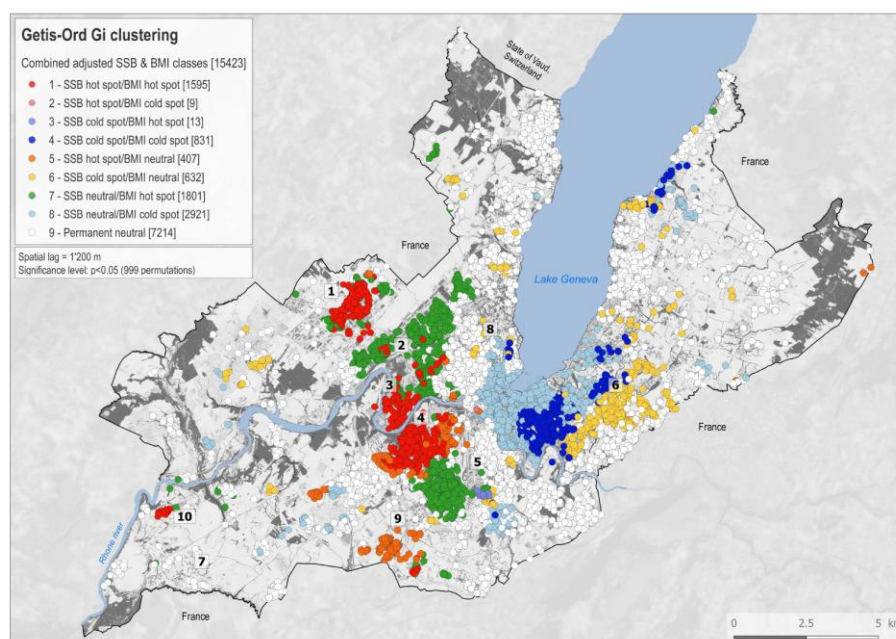 Getis-Ord Gi clustering
Combined adjusted SSB & BMI classes [15423]
1 - SSB hot spot/BMI hot spot [1595]
2 - SSB hot spot/BMI cold spot [9]
3 - SSB cold spot/BMI hot spot [13]
4 - SSB cold spot/BMI cold spot [831]
5 - SSB hot spot/BMI neutral [407]
6 - SSB cold spot/BMI neutral [632]
7 - SSB neutral/BMI hot spot [1801]
8 - SSB neutral/BMI cold spot [2921]
9 - Permanent neutral [7214]
Spatial lag = 1'200 m
Significance level: p<0.05 (999 permutations)
State of Vaud,
Switzerland
France
France
Lake Geneva
1
2
8
3
6
4
France
5
10
9
Rhone river
7
France
0 2.5 5